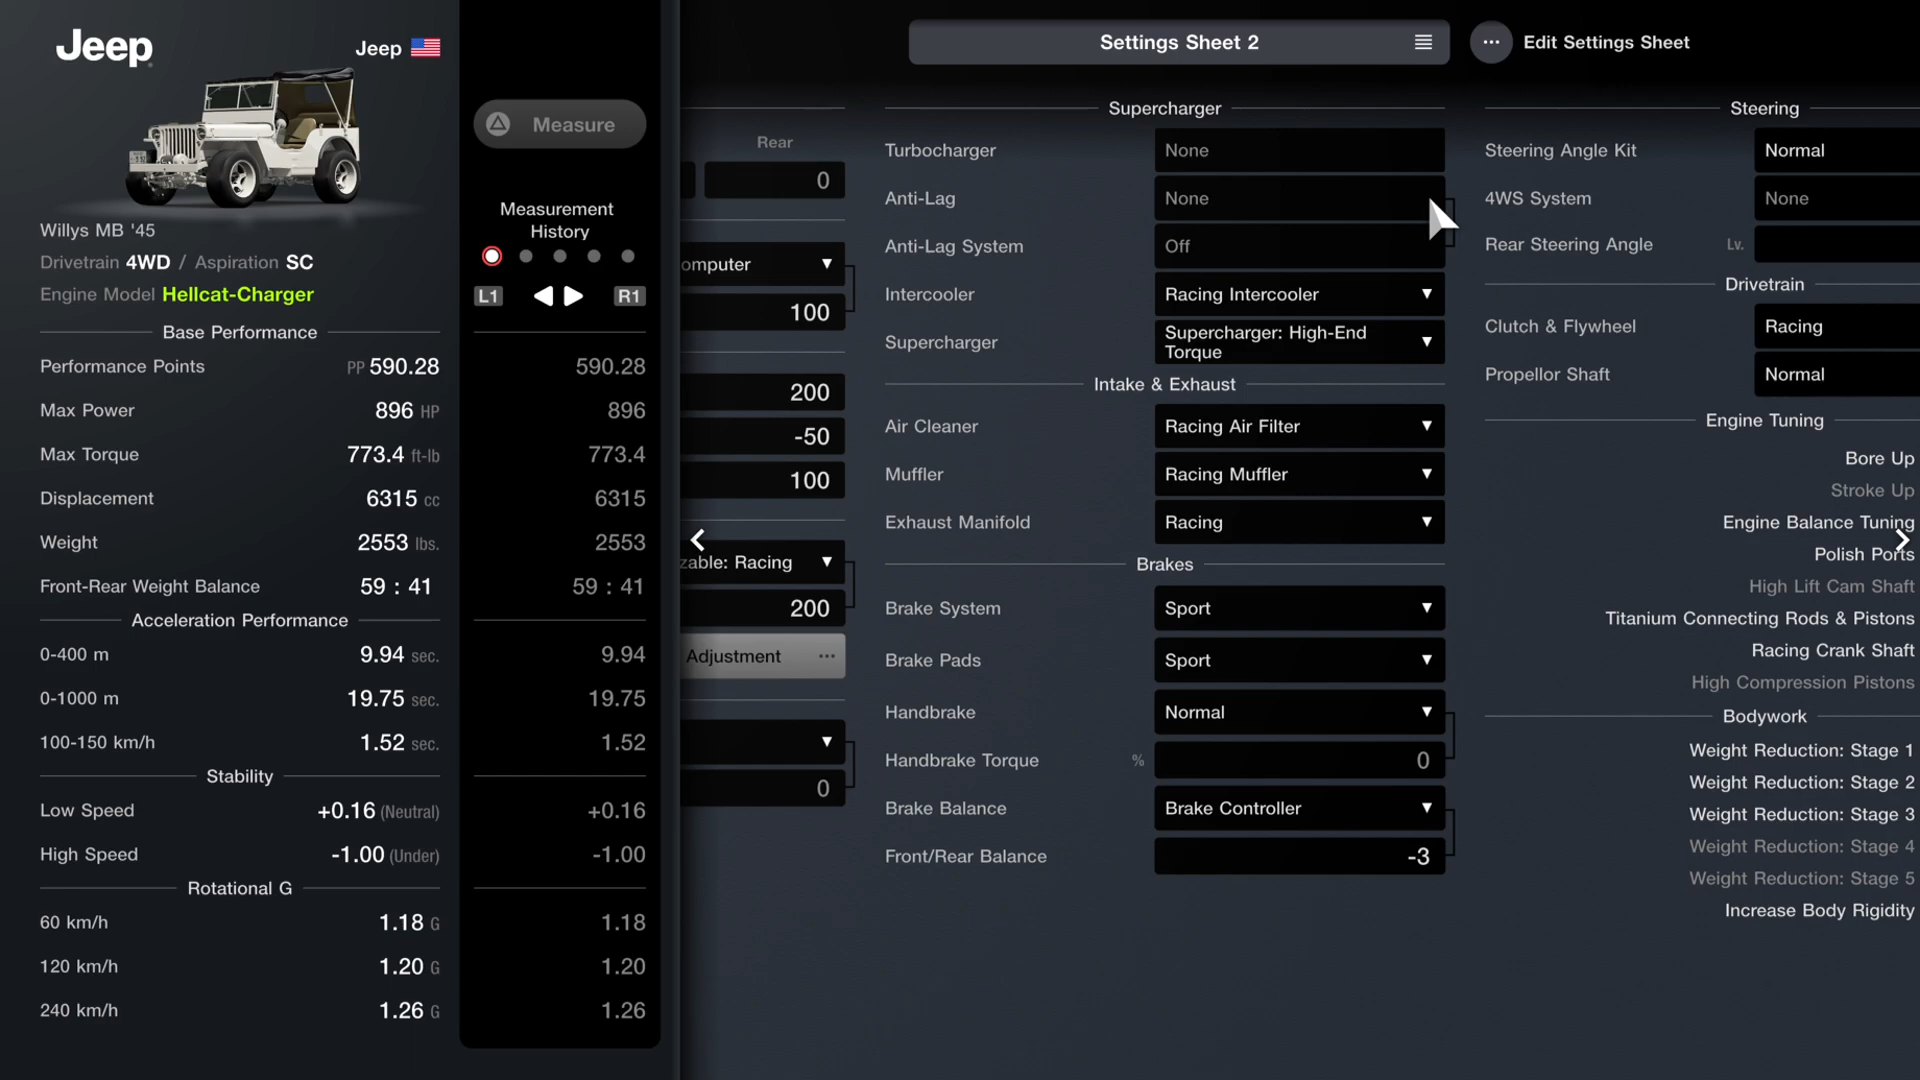 Jeep
Jeep
Willys MB '45
Drivetrain 4WD / Aspiration SC
Engine Model Hellcat-Charger
Base Performance
Performance Points PP 590.28
Max Power 896 HP
Max Torque 773.4 ft-lb
Displacement 6315 cc
Weight 2553 lbs.
Front-Rear Weight Balance 59 : 41
Acceleration Performance
0-400 m 9.94 sec.
0-1000 m 19.75 sec.
100-150 km/h 1.52 sec.
Stability
Low Speed +0.16 (Neutral)
High Speed -1.00 (Under)
Rotational G
60 km/h 1.18 G
120 km/h 1.20 G
240 km/h 1.26 G
Measure
Measurement
History
L1 R1
590.28
896
773.4
6315
2553
59 : 41
9.94
19.75
1.52
+0.16
-1.00
1.18
1.20
1.26
Settings Sheet 2
Edit Settings Sheet
Rear
0
omputer
100
200
-50
100
zable: Racing
200
Adjustment
0
Supercharger
Turbocharger None
Anti-Lag None
Anti-Lag System Off
Intercooler Racing Intercooler
Supercharger Supercharger: High-End
Torque
Intake & Exhaust
Air Cleaner Racing Air Filter
Muffler Racing Muffler
Exhaust Manifold Racing
Brakes
Brake System Sport
Brake Pads Sport
Handbrake Normal
Handbrake Torque % 0
Brake Balance Brake Controller
Front/Rear Balance -3
Steering
Steering Angle Kit Normal
4WS System None
Rear Steering Angle Lv.
Drivetrain
Clutch & Flywheel Racing
Propellor Shaft Normal
Engine Tuning
Bore Up
Stroke Up
Engine Balance Tuning
Polish Ports
High Lift Cam Shaft
Titanium Connecting Rods & Pistons
Racing Crank Shaft
High Compression Pistons
Bodywork
Weight Reduction: Stage 1
Weight Reduction: Stage 2
Weight Reduction: Stage 3
Weight Reduction: Stage 4
Weight Reduction: Stage 5
Increase Body Rigidity